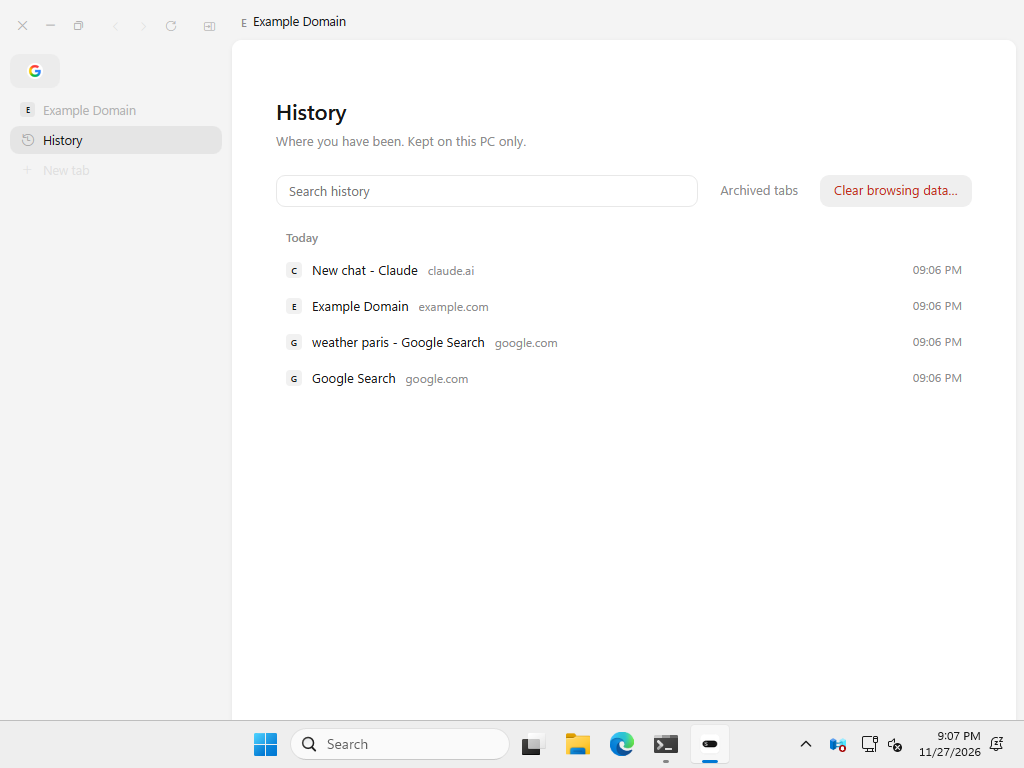 E Example Domain
E Example Domain
History
+ New tab
History
Where you have been. Kept on this PC only.
Search history
Archived tabs
Clear browsing data...
Today
C New chat - Claude claude.ai 09:06 PM
E Example Domain example.com 09:06 PM
G weather paris - Google Search google.com 09:06 PM
G Google Search google.com 09:06 PM
Search
9:07 PM
11/27/2026